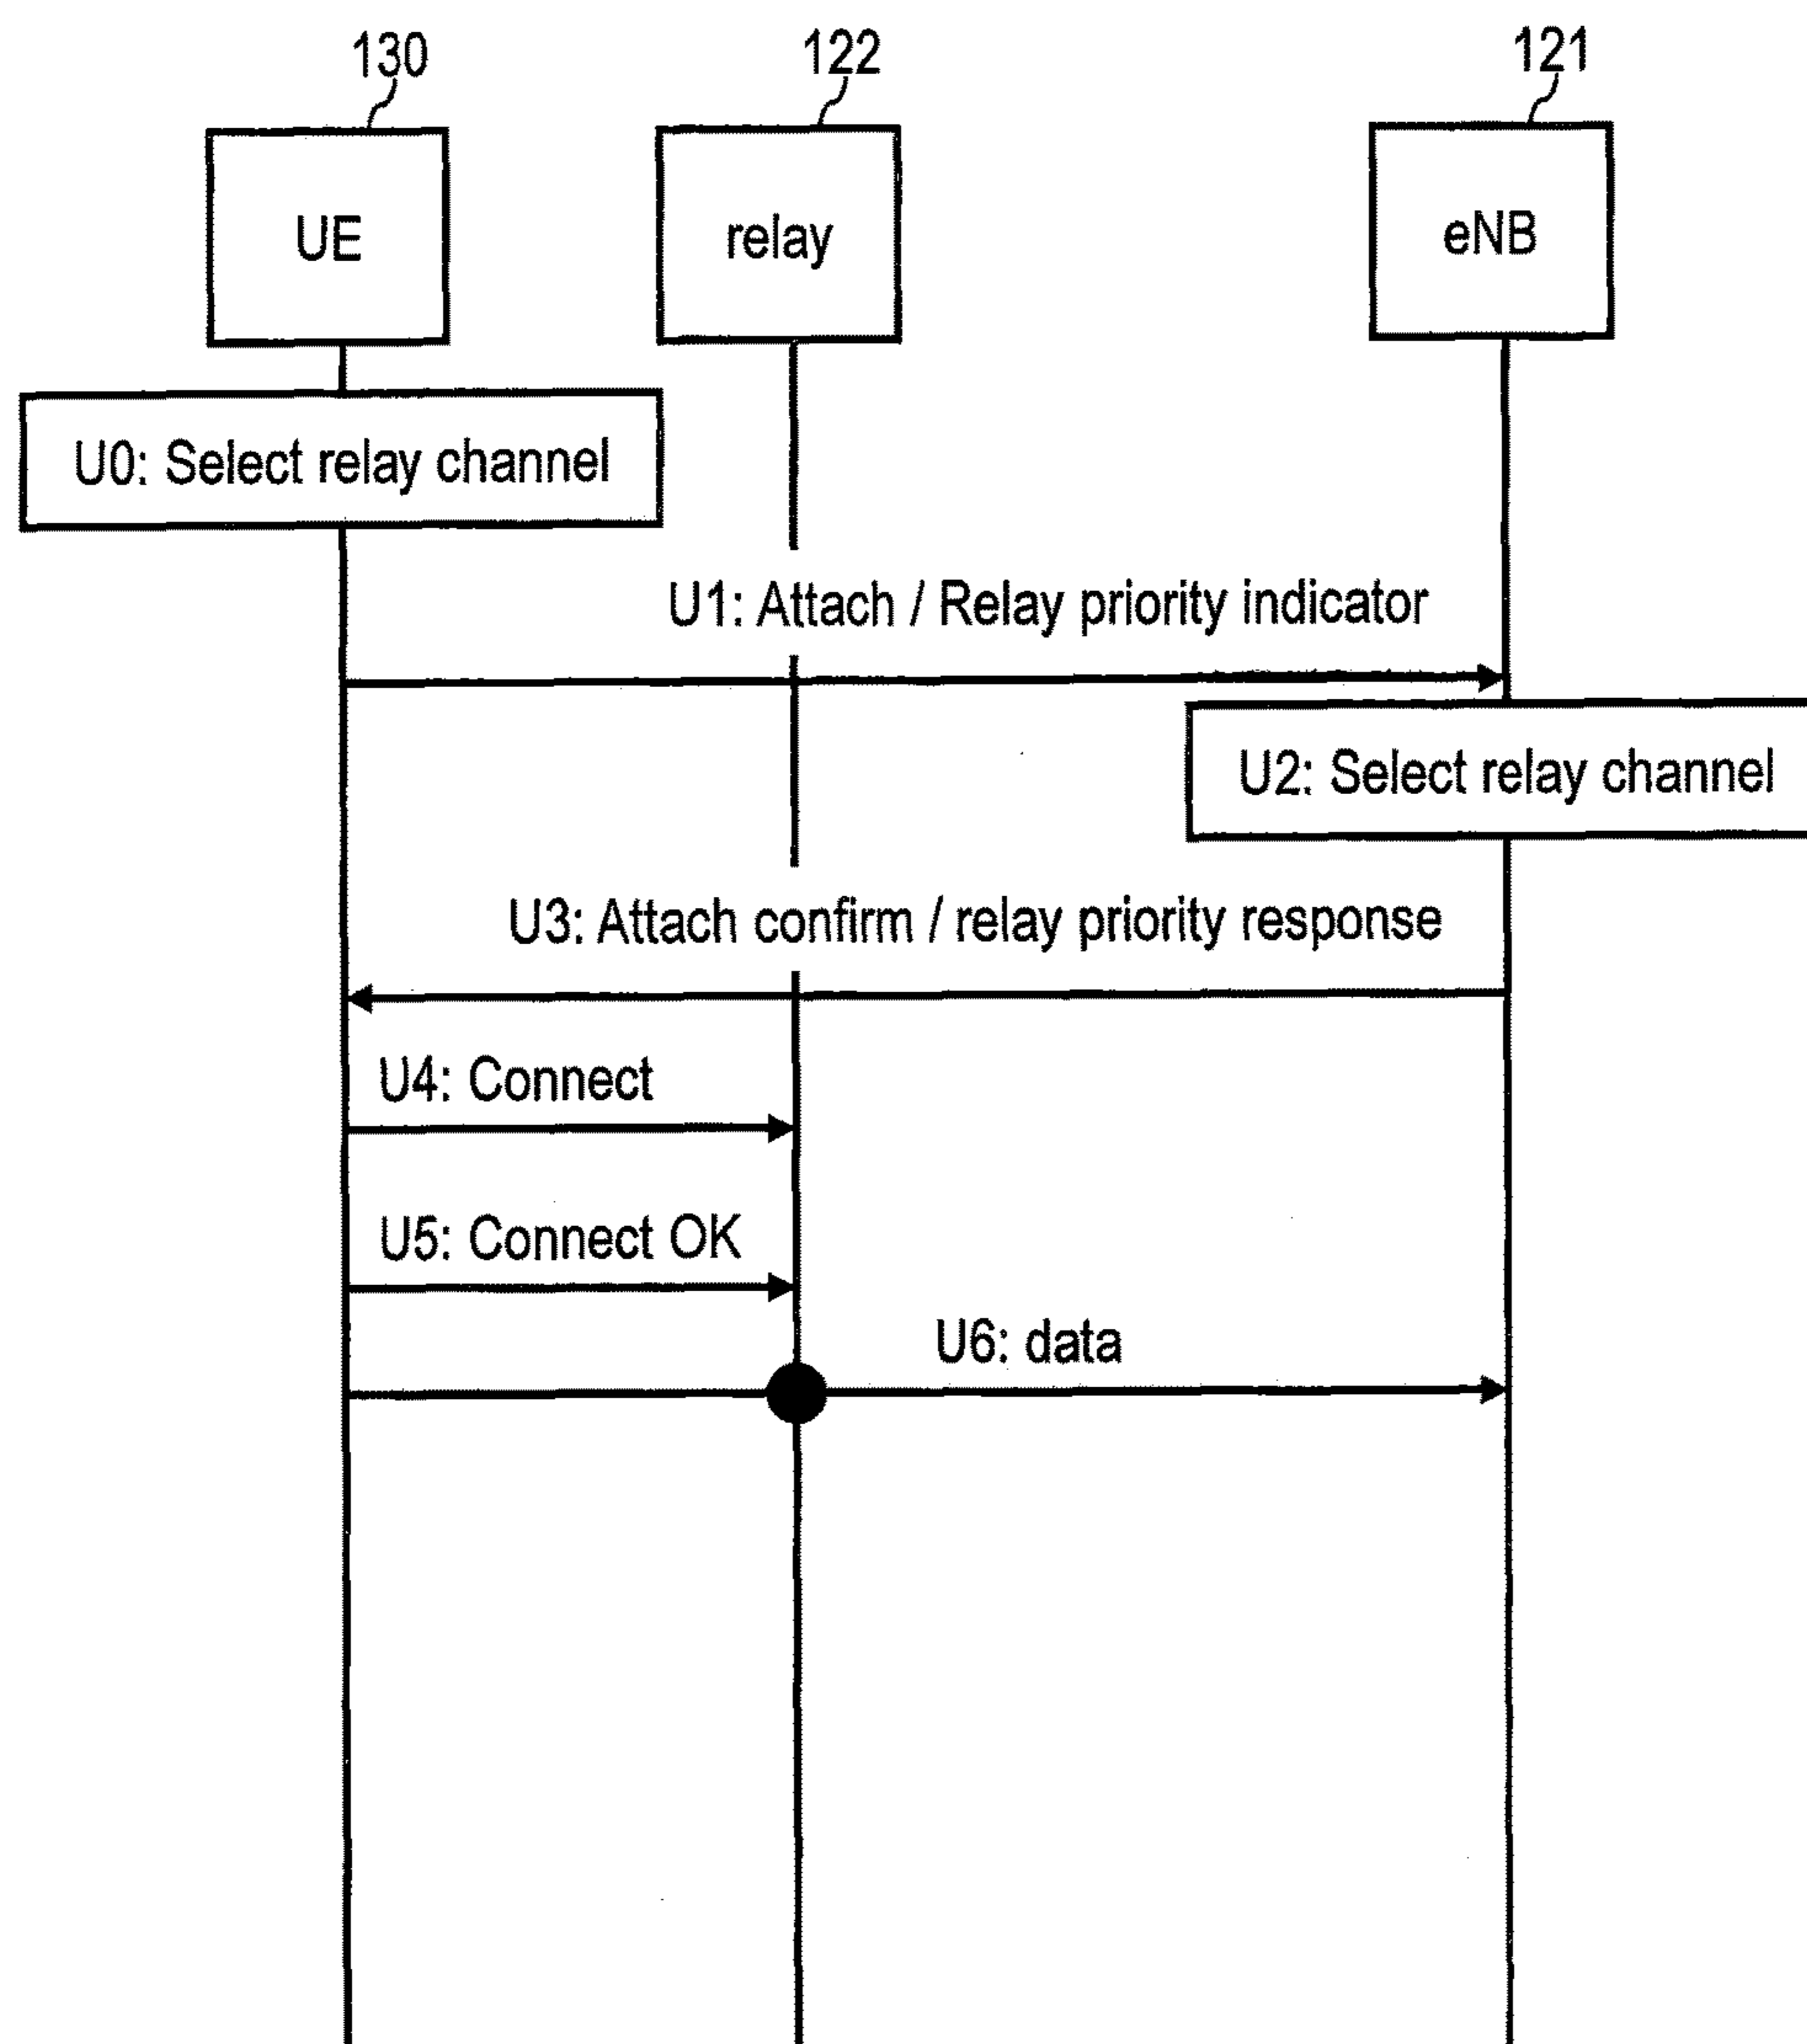 130
122
121
UE
relay
eNB
U0: Select relay channel
U1: Attach / Relay priority indicator
U2: Select relay channel
U3: Attach confirm / relay priority response
U4: Connect
U5: Connect OK
U6: data